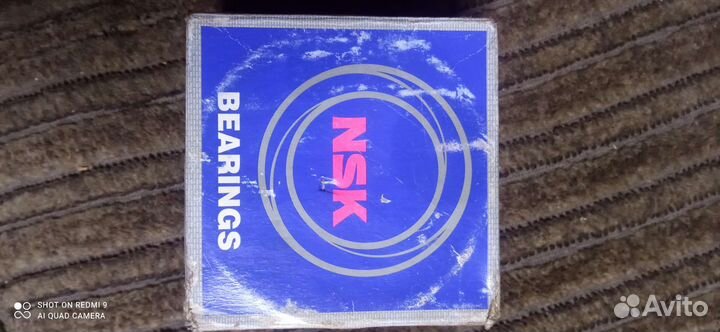 NSK
BEARINGS
SHOT ON REDMI 9
AI QUAD CAMERA
Avito